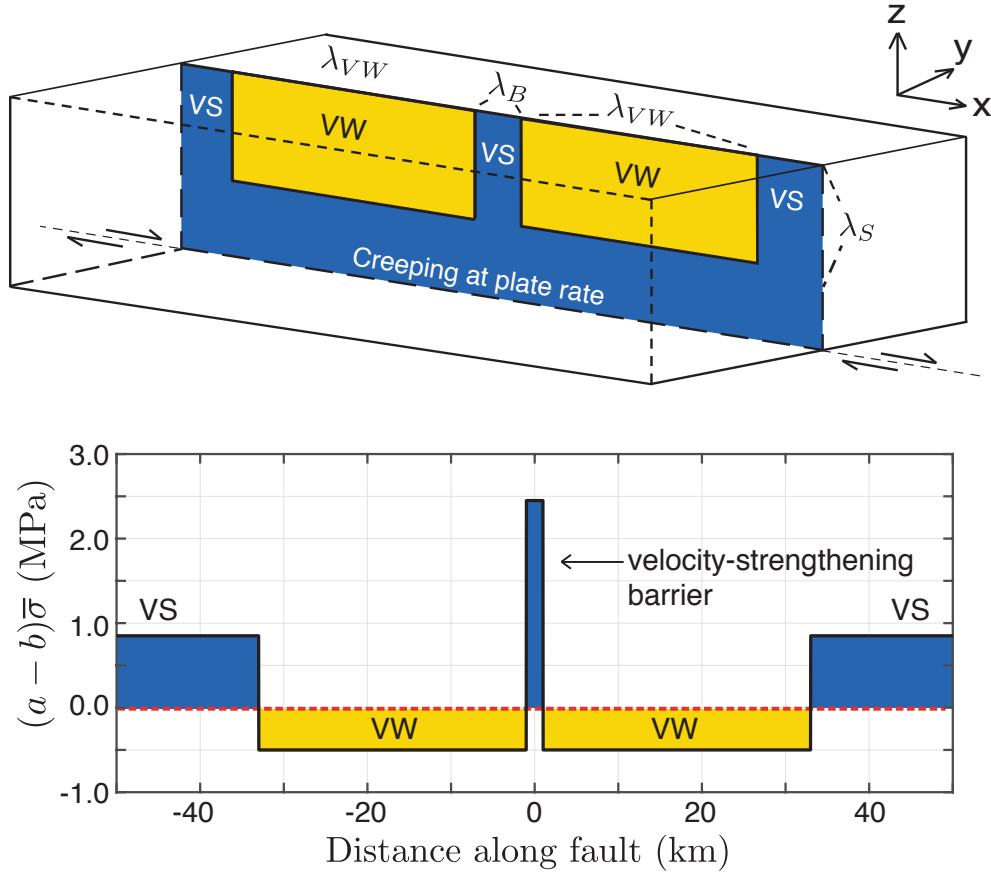 z
y
x
λ_VW
λ_B
λ_VW
VS
VW
VS
VW
VS
λ_S
Creeping at plate rate
3.0
2.0
1.0
0.0
-1.0
(a − b)σ̅ (MPa)
VS
velocity-strengthening
barrier
VS
VW
VW
-40
-20
0
20
40
Distance along fault (km)